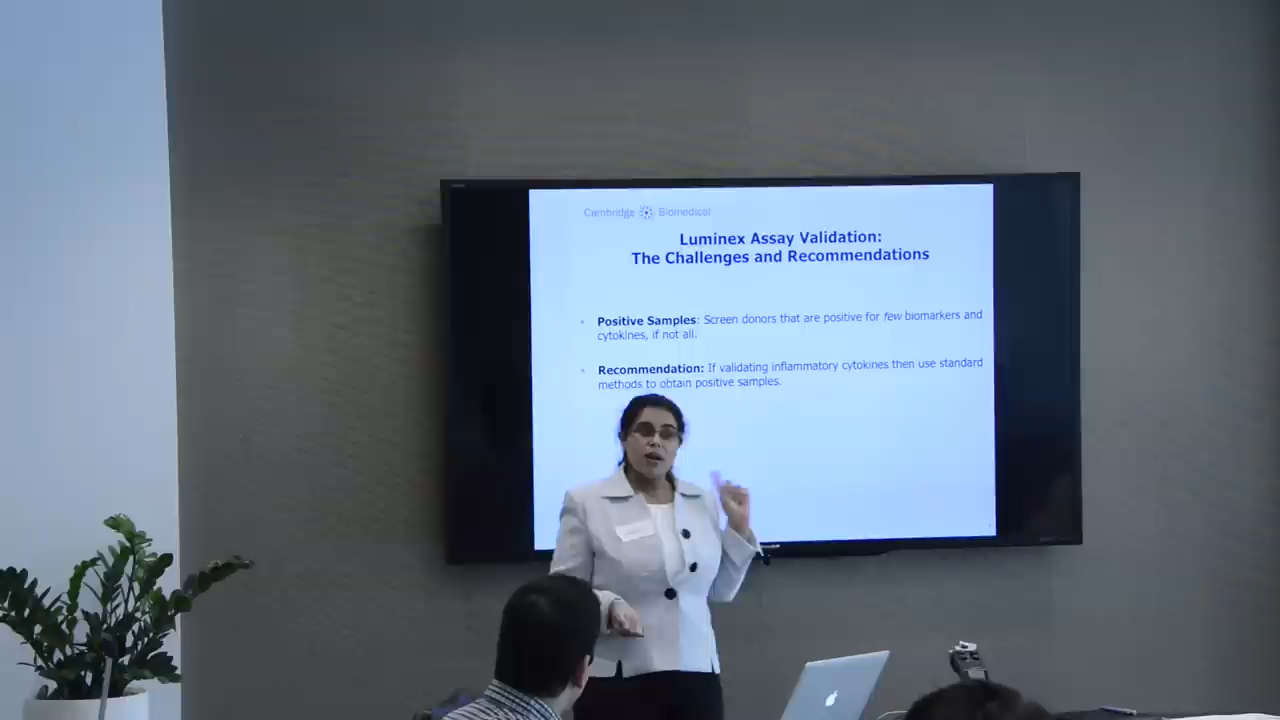 Cambridge Biomedical
Luminex Assay Validation:
The Challenges and Recommendations
• Positive Samples: Screen donors that are positive for few biomarkers and
cytokines, if not all.
• Recommendation: If validating inflammatory cytokines then use standard
methods to obtain positive samples.